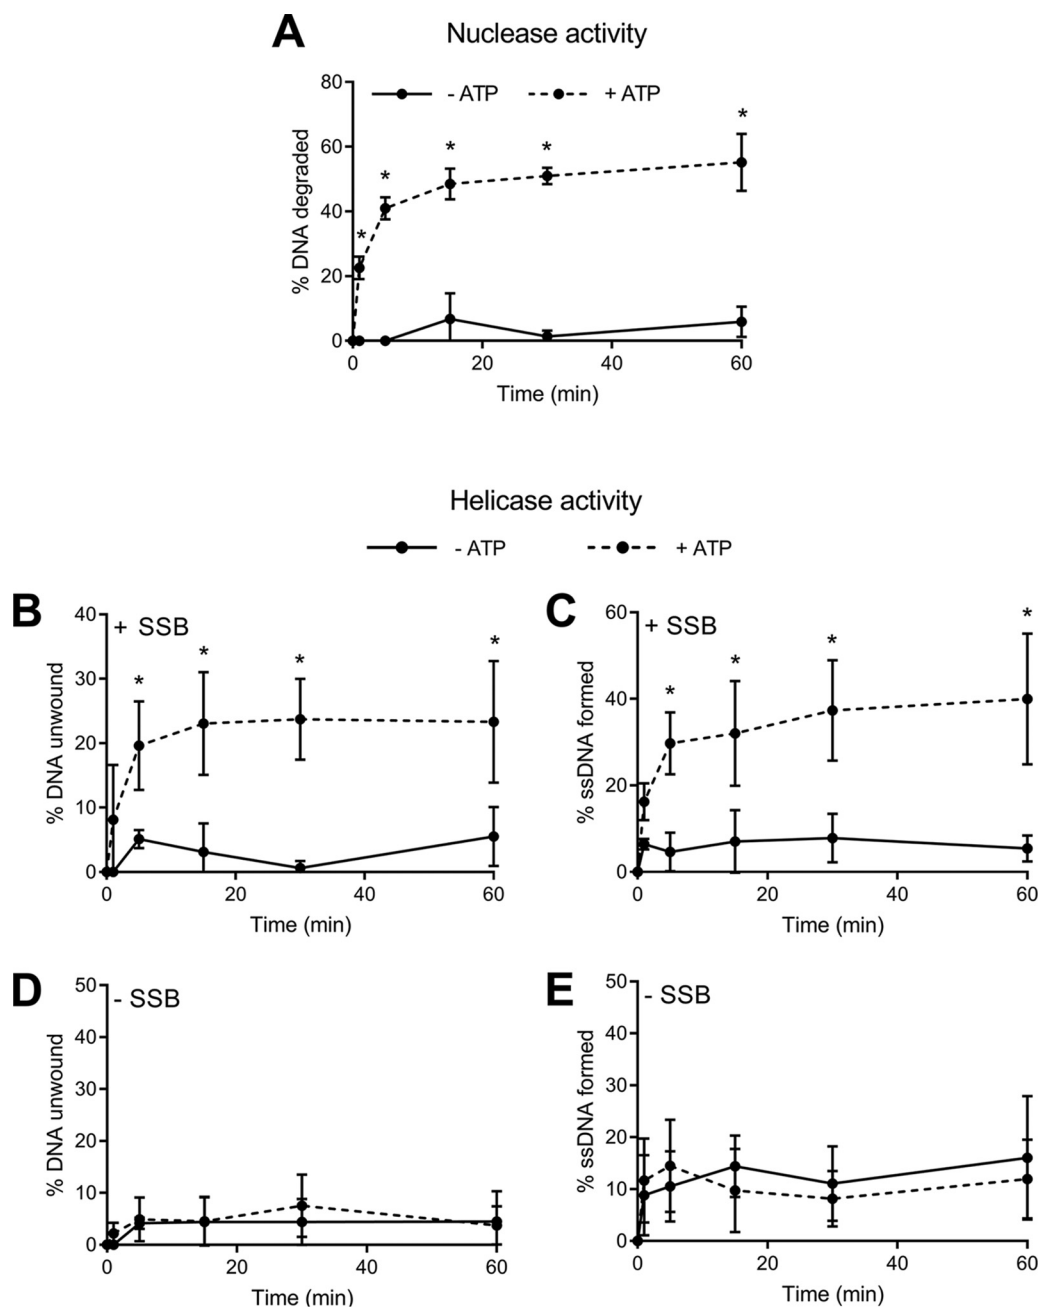 A
Nuclease activity
- ATP
+ ATP
% DNA degraded
80
60
40
20
0
*
*
*
*
*
0
20
40
60
Time (min)
Helicase activity
- ATP
+ ATP
B
+ SSB
% DNA unwound
40
30
20
10
0
*
*
*
*
0
20
40
60
Time (min)
C
+ SSB
% ssDNA formed
60
40
20
0
*
*
*
*
0
20
40
60
Time (min)
D
- SSB
% DNA unwound
50
40
30
20
10
0
0
20
40
60
Time (min)
E
- SSB
% ssDNA formed
50
40
30
20
10
0
0
20
40
60
Time (min)